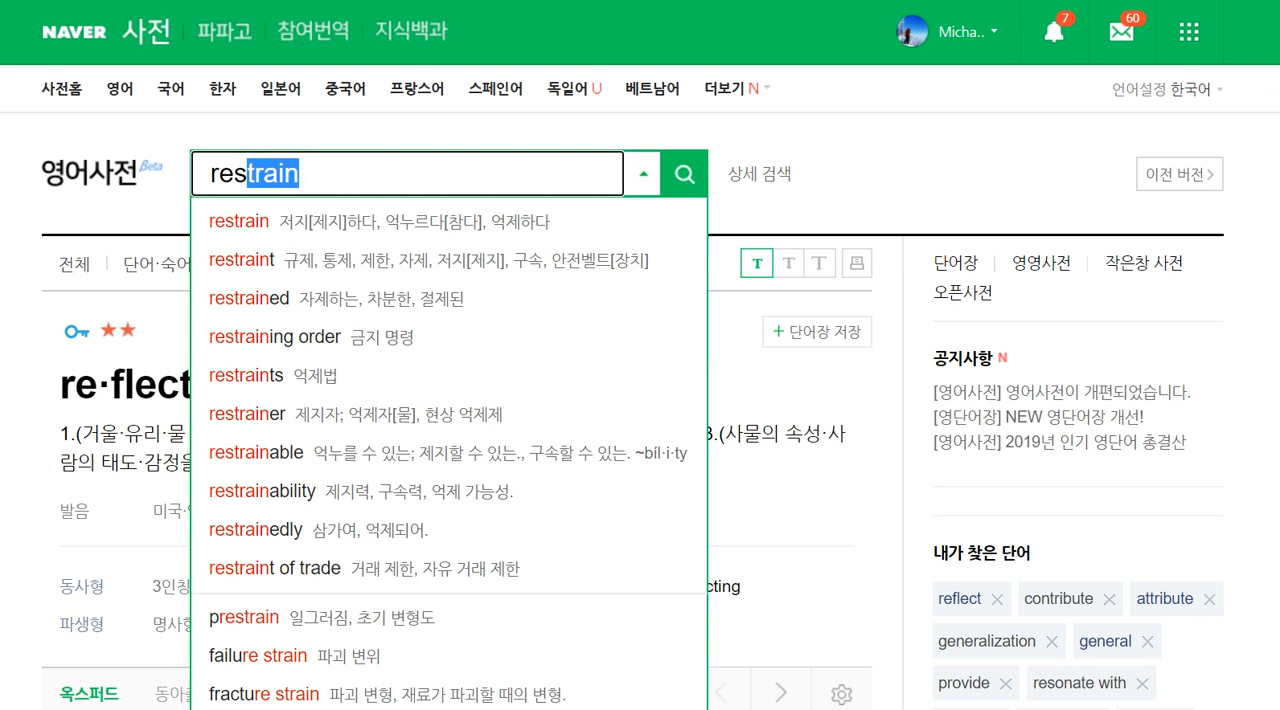 NAVER 사전 파파고 참여번역 지식백과 Micha.. 7 60
사전홈 영어 국어 한자 일본어 중국어 프랑스어 스페인어 독일어 U 베트남어 더보기 N 언어설정 한국어
영어사전 Beta restrain 상세 검색 이전 버전
restrain 저지[제지]하다, 억누르다[참다], 억제하다
restraint 규제, 통제, 제한, 자제, 저지[제지], 구속, 안전벨트[장치]
restrained 자제하는, 차분한, 절제된
restraining order 금지 명령
restraints 억제법
restrainer 제지자; 억제자[물], 현상 억제제
restrainable 억누를 수 있는; 제지할 수 있는., 구속할 수 있는. ~bíl·i·ty
restrainability 제지력, 구속력, 억제 가능성.
restrainedly 삼가여, 억제되어.
restraint of trade 거래 제한, 자유 거래 제한
prestrain 일그러짐, 초기 변형도
failure strain 파괴 변위
fracture strain 파괴 변형, 재료가 파괴할 때의 변형.
전체 단어·숙어
T T T
+ 단어장 저장
re·flect
1.(거울·유리·물 3.(사물의 속성·사
람의 태도·감정을
발음 미국·
동사형 3인칭 cting
파생형 명사형
옥스퍼드
단어장 영영사전 작은창 사전
오픈사전
공지사항 N
[영어사전] 영어사전이 개편되었습니다.
[영단어장] NEW 영단어장 개선!
[영어사전] 2019년 인기 영단어 총결산
내가 찾은 단어
reflect contribute attribute
generalization general
provide resonate with